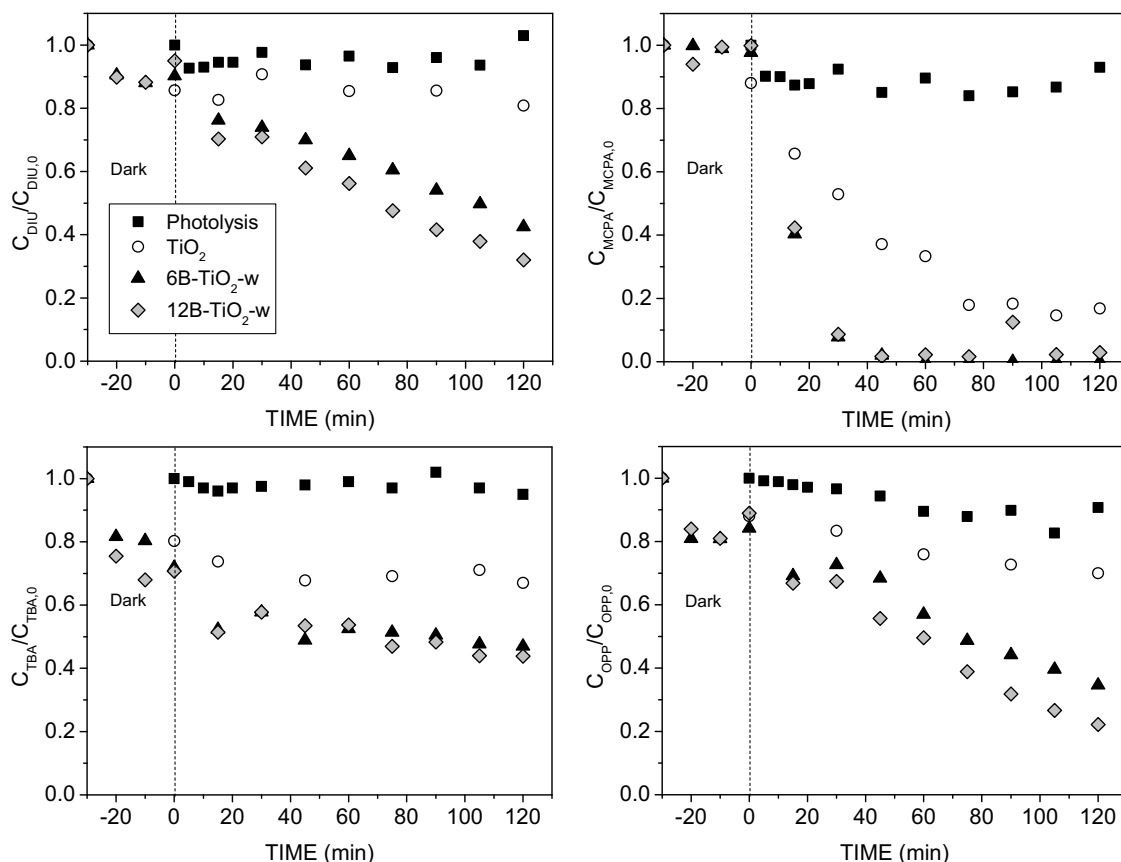 1.0
0.8
0.6
0.4
0.2
0.0
C_DIU/C_DIU,0
Dark
Photolysis
TiO₂
6B-TiO₂-w
12B-TiO₂-w
-20 0 20 40 60 80 100 120
TIME (min)
1.0
0.8
0.6
0.4
0.2
0.0
C_MCPA/C_MCPA,0
Dark
-20 0 20 40 60 80 100 120
TIME (min)
1.0
0.8
0.6
0.4
0.2
0.0
C_TBA/C_TBA,0
Dark
-20 0 20 40 60 80 100 120
TIME (min)
1.0
0.8
0.6
0.4
0.2
0.0
C_OPP/C_OPP,0
Dark
-20 0 20 40 60 80 100 120
TIME (min)